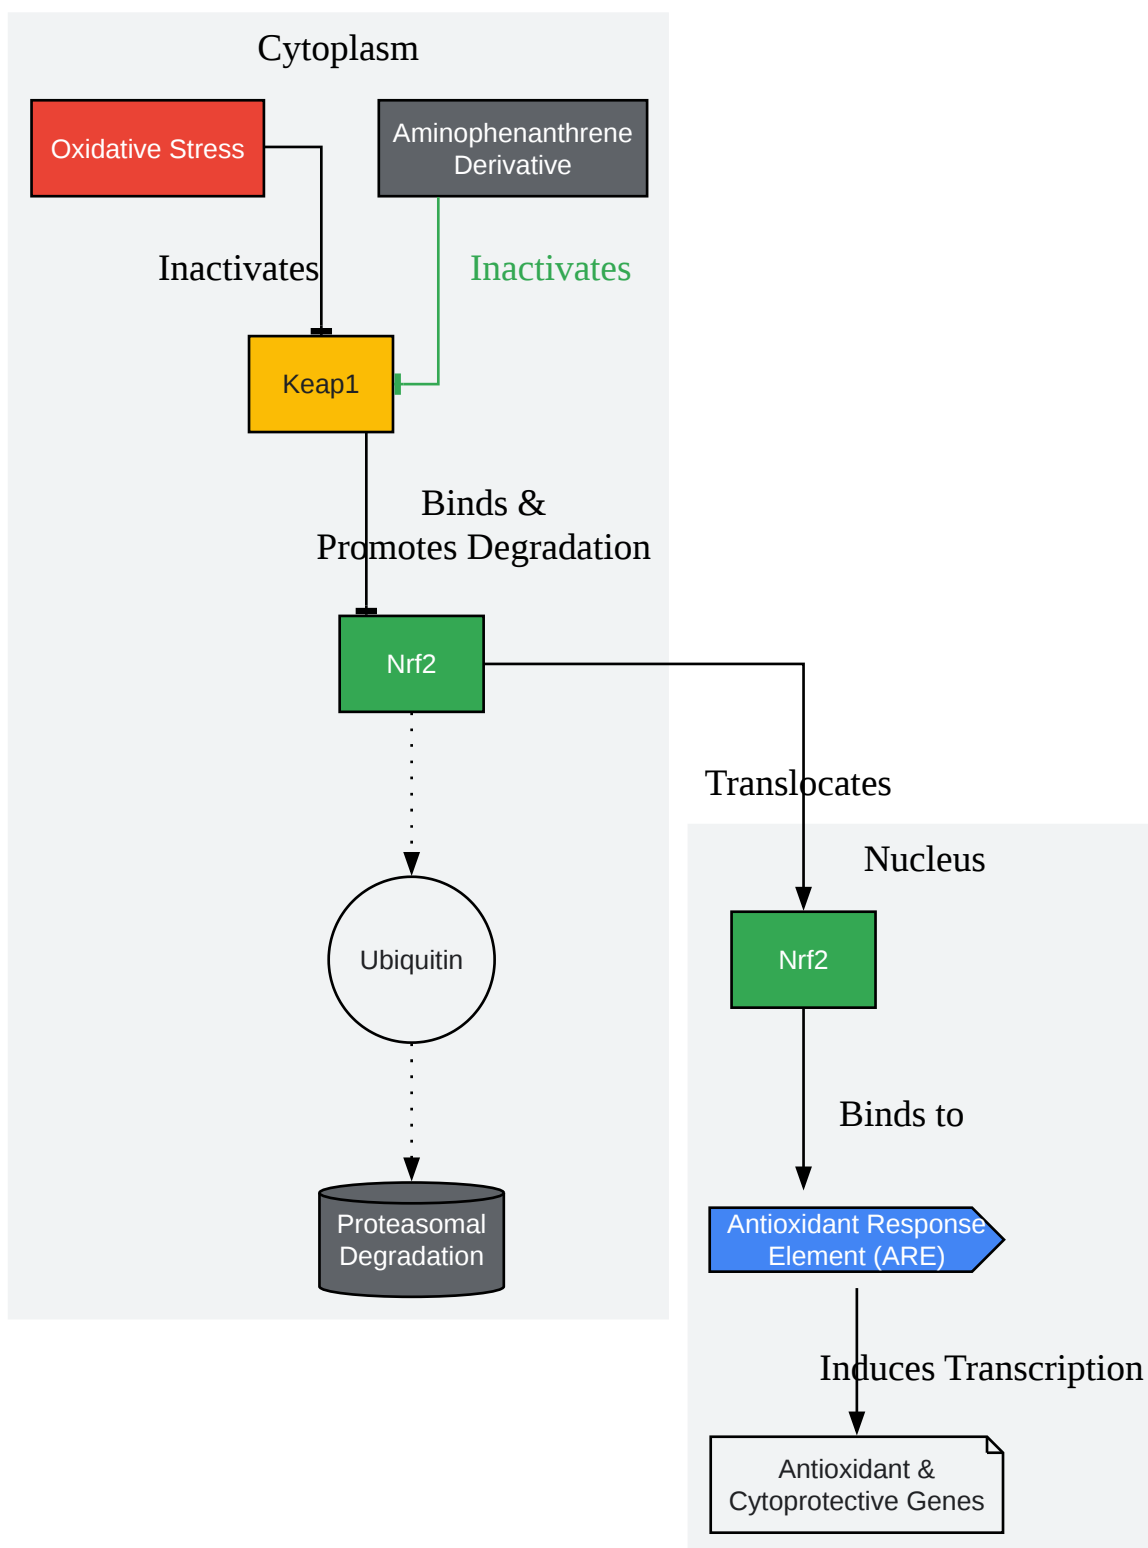 Cytoplasm
Oxidative Stress
Aminophenanthrene
Derivative
Inactivates
Inactivates
Keap1
Binds &
Promotes Degradation
Nrf2
Translocates
Nucleus
Ubiquitin
Nrf2
Binds to
Proteasomal
Degradation
Antioxidant Response
Element (ARE)
Induces Transcription
Antioxidant &
Cytoprotective Genes